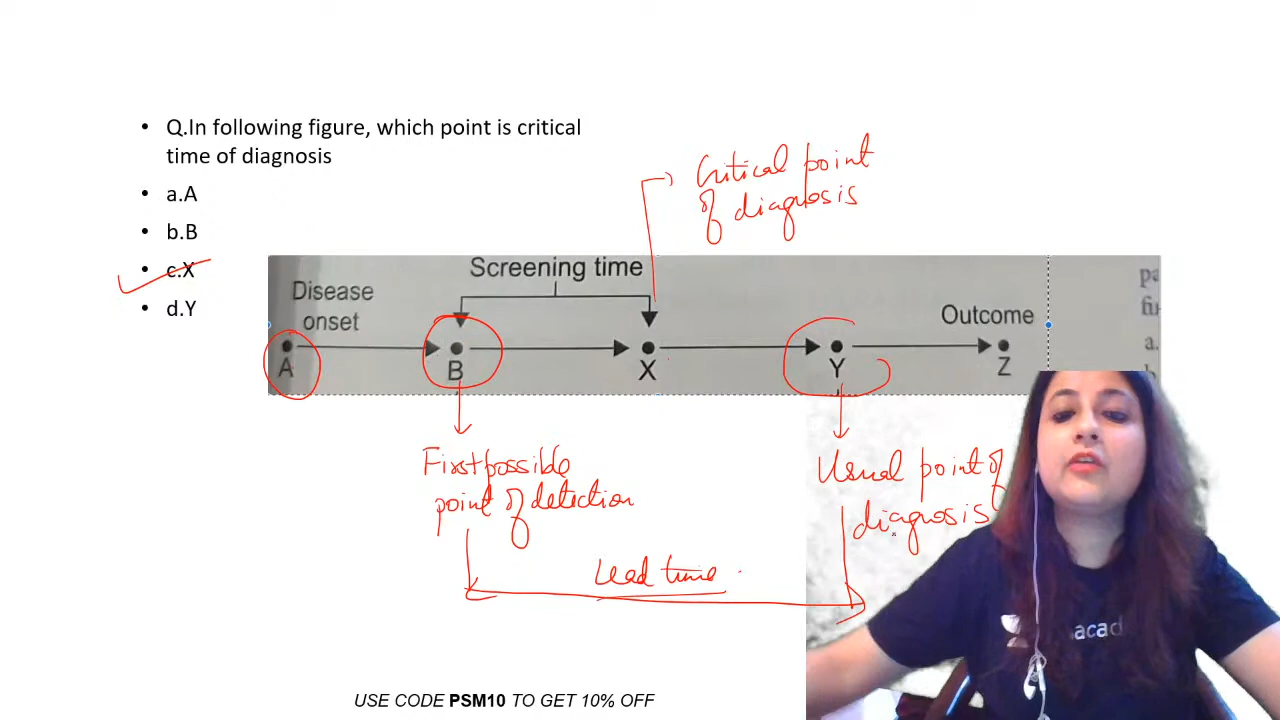 • Q.In following figure, which point is critical
time of diagnosis
• a.A
• b.B
• c.X
• d.Y
Critical point
of diagnosis
Screening time
Disease
onset
Outcome
A
B
X
Y
Z
a.
First possible
point of detection
Usual point of
diagnosis
Lead time
acad
USE CODE PSM10 TO GET 10% OFF